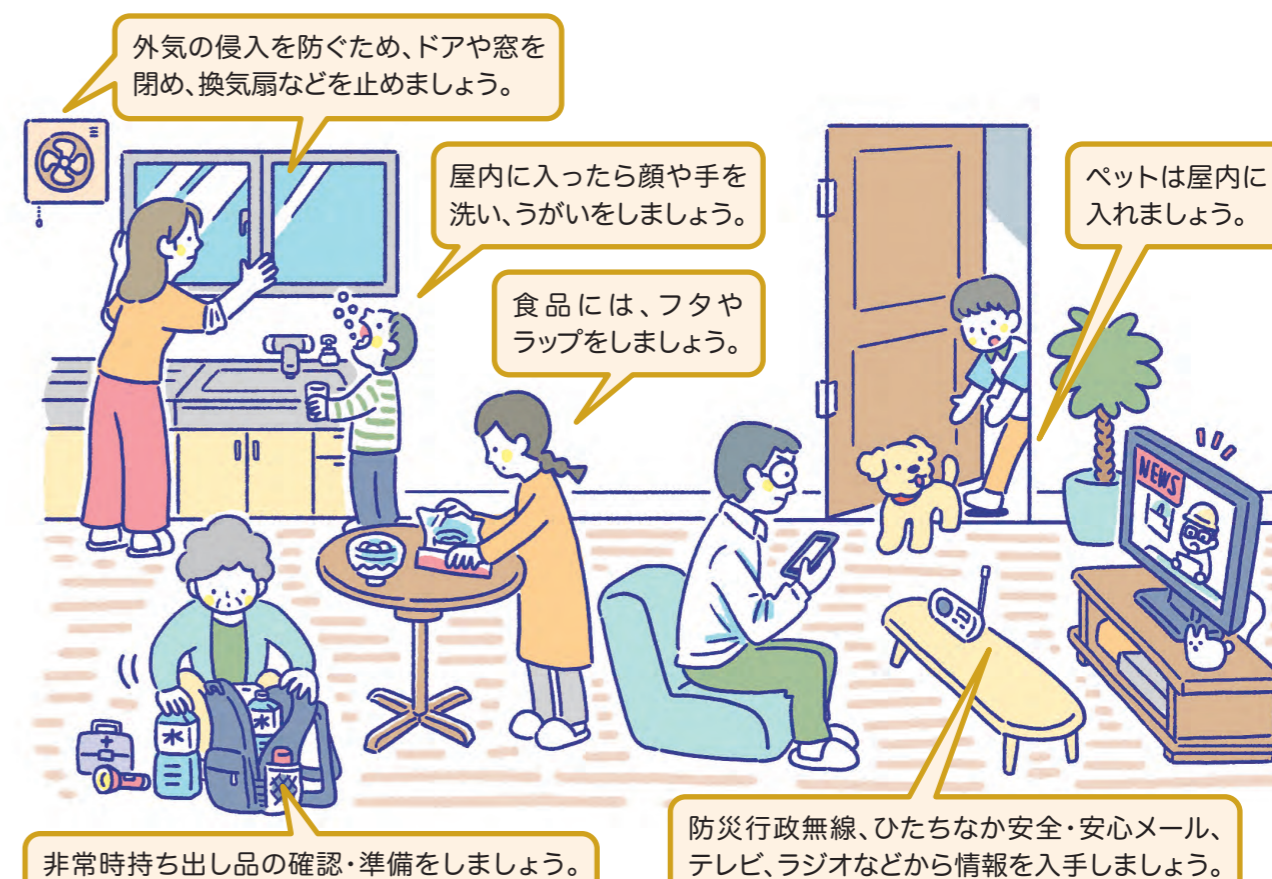 外気の侵入を防ぐため、ドアや窓を
閉め、換気扇などを止めましょう。
屋内に入ったら顔や手を
洗い、うがいをしましょう。
ペットは屋内に
入れましょう。
食品には、フタや
ラップをしましょう。
NEWS
水
水
非常時持ち出し品の確認・準備をしましょう。
防災行政無線、ひたちなか安全・安心メール、
テレビ、ラジオなどから情報を入手しましょう。